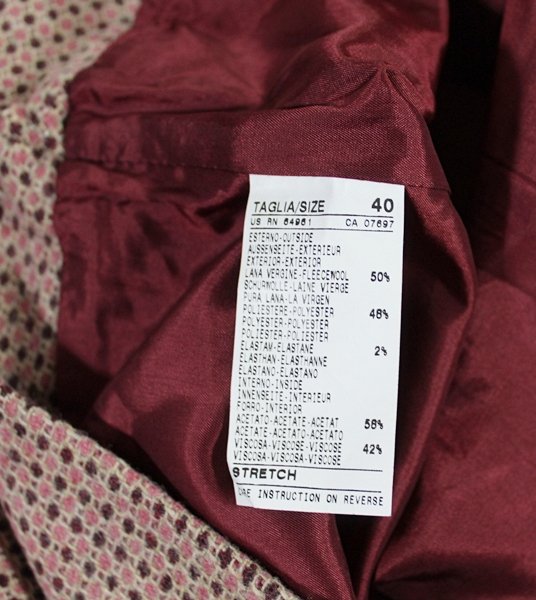 TAGLIA/SIZE 40
US RN 64961 CA 07697
ESTERNO-OUTSIDE
AUSSENSEITE-EXTERIEUR
EXTERIOR-EXTERIOR
LANA VERGINE-FLEECEWOOL 50%
SCHURWOLLE-LAINE VIERGE
PURA LANA-LA VIRGEN
POLIESTERE-POLYESTER 48%
POLYESTER-POLYESTER
POLIESTER-POLIESTER
ELASTAM-ELASTANE 2%
ELASTHAN-ELASTHANNE
ELASTANO-ELASTANO
INTERNO-INSIDE
INNENSEITE-INTERIEUR
FORRO-INTERIOR
ACETATO-ACETATE-ACETAT 58%
ACETATE-ACETATO-ACETATO
VISCOSA-VISCOSE-VISCOSE 42%
VISCOSE-VISCOSA-VISCOSE
STRETCH
INSTRUCTION ON REVERSE